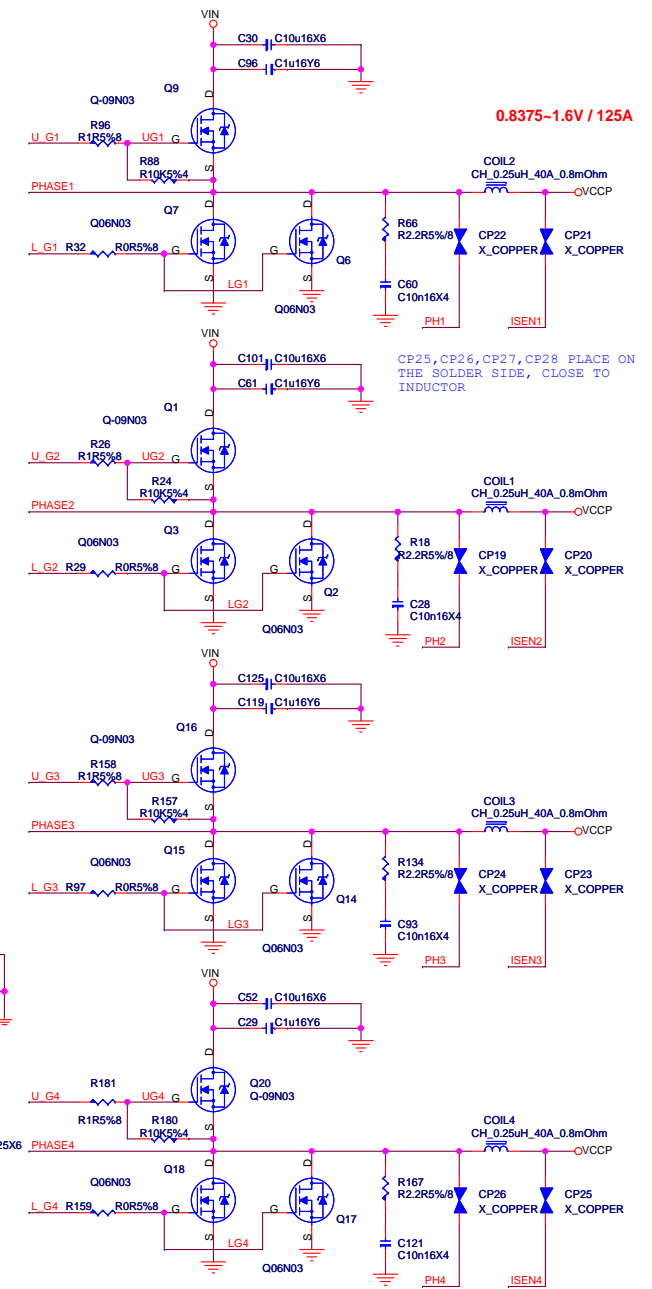 VIN
C30 C10u16X6
C96 C1u16Y6
D
Q9
Q-09N03
0.8375~1.6V / 125A
R96
U_G1 R1R5%8 UG1 G
R88
R10K5%4
S
COIL2
CH_0.25uH_40A_0.8mOhm
PHASE1
VCCP
D D
Q7
Q06N03
R66
R2.2R5%/8
CP22
X_COPPER
CP21
X_COPPER
L_G1 R32 R0R5%8 G G
Q6
S S
LG1
Q06N03
C60
C10n16X4
PH1 ISEN1
VIN
C101 C10u16X6
C61 C1u16Y6
CP25,CP26,CP27,CP28 PLACE ON
THE SOLDER SIDE, CLOSE TO
INDUCTOR
D
Q1
Q-09N03
R26
U_G2 R1R5%8 UG2 G
R24
R10K5%4
S
COIL1
CH_0.25uH_40A_0.8mOhm
PHASE2
VCCP
D D
Q3
Q06N03
R18
R2.2R5%/8
CP19
X_COPPER
CP20
X_COPPER
L_G2 R29 R0R5%8 G G
Q2
S S
LG2
C28
C10n16X4
Q06N03
PH2 ISEN2
VIN
C125 C10u16X6
C119 C1u16Y6
D
Q16
Q-09N03
R158
U_G3 R1R5%8 UG3 G
R157
R10K5%4
S
COIL3
CH_0.25uH_40A_0.8mOhm
PHASE3
VCCP
D D
Q15
Q06N03
R134
R2.2R5%/8
CP24
X_COPPER
CP23
X_COPPER
L_G3 R97 R0R5%8 G G
Q14
S S
LG3
C93
C10n16X4
Q06N03
PH3 ISEN3
VIN
C52 C10u16X6
C29 C1u16Y6
D
Q20
Q-09N03
R181
U_G4 UG4 G
R1R5%8
R180
R10K5%4
S
COIL4
CH_0.25uH_40A_0.8mOhm
25X6 PHASE4
VCCP
D D
Q18
Q06N03
R167
R2.2R5%/8
CP26
X_COPPER
CP25
X_COPPER
L_G4 R159 R0R5%8 G G
Q17
S S
LG4
C121
C10n16X4
Q06N03
PH4 ISEN4